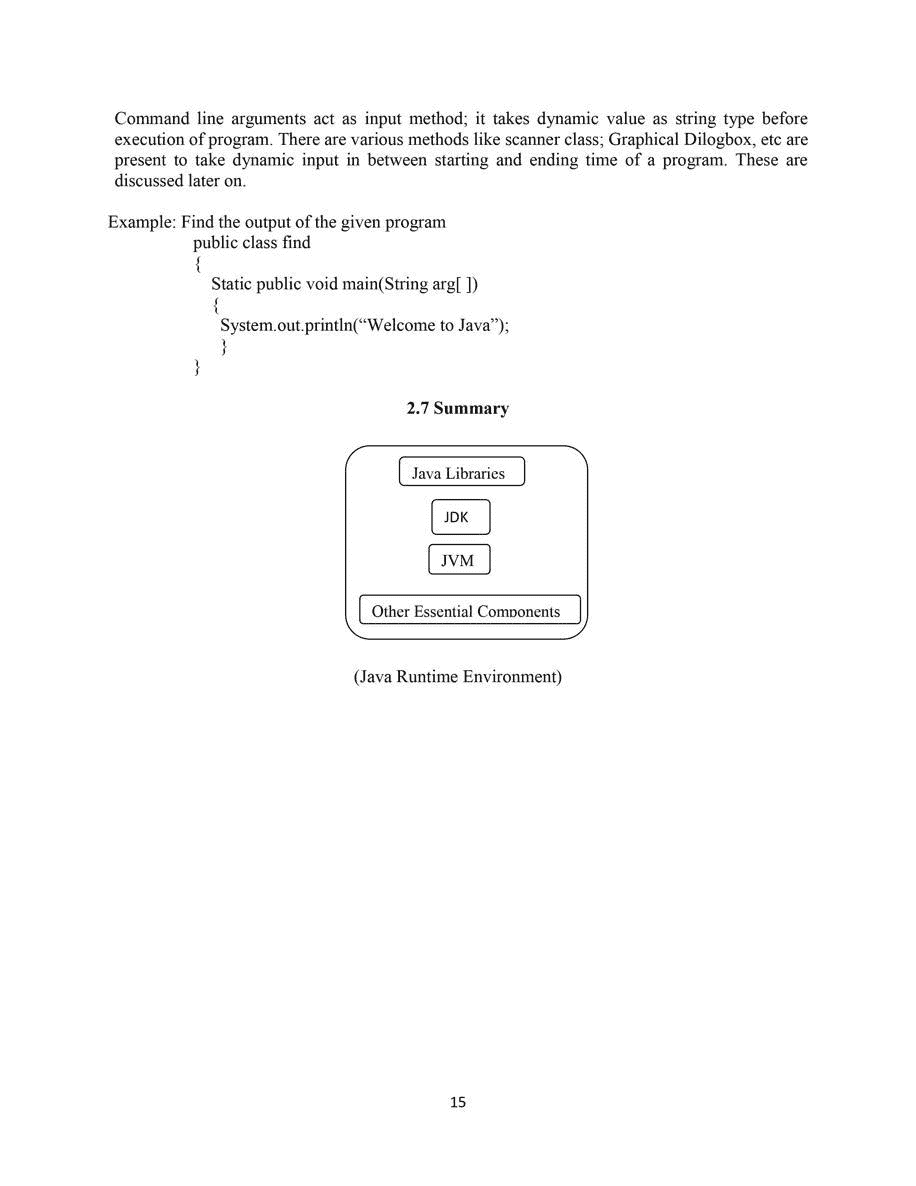 Command line arguments act as input method; it takes dynamic value as string type before
execution of program. There are various methods like scanner class; Graphical Dilogbox, etc are
present to take dynamic input in between starting and ending time of a program. These are
discussed later on.
Example: Find the output of the given program
public class find
{
Static public void main(String arg[ ])
{
System.out.println(“Welcome to Java”);
}
}
2.7 Summary
Java Libraries
JDK
JVM
Other Essential Components
(Java Runtime Environment)
15